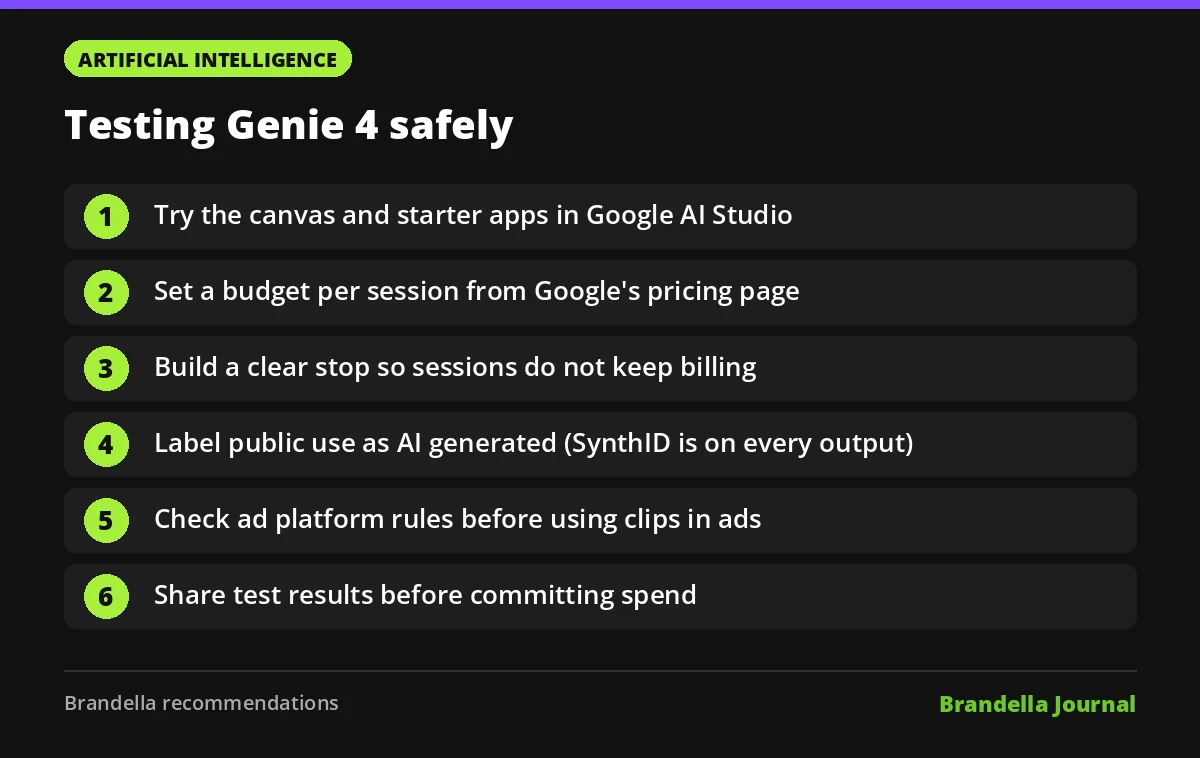 ARTIFICIAL INTELLIGENCE
Testing Genie 4 safely
1 Try the canvas and starter apps in Google AI Studio
2 Set a budget per session from Google's pricing page
3 Build a clear stop so sessions do not keep billing
4 Label public use as AI generated (SynthID is on every output)
5 Check ad platform rules before using clips in ads
6 Share test results before committing spend
Brandella recommendations
Brandella Journal